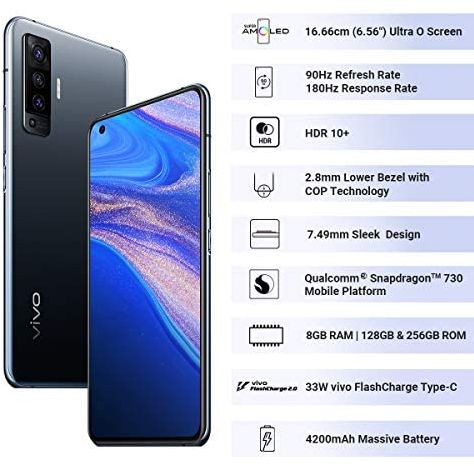 vivo
SUPER
AMOLED
16.66cm (6.56") Ultra O Screen
90Hz Refresh Rate
180Hz Response Rate
HDR
HDR 10+
2.8mm Lower Bezel with
COP Technology
7.49mm Sleek Design
Qualcomm® Snapdragon™ 730
Mobile Platform
8GB RAM | 128GB & 256GB ROM
vivo
FlashCharge 2.0
33W vivo FlashCharge Type-C
4200mAh Massive Battery